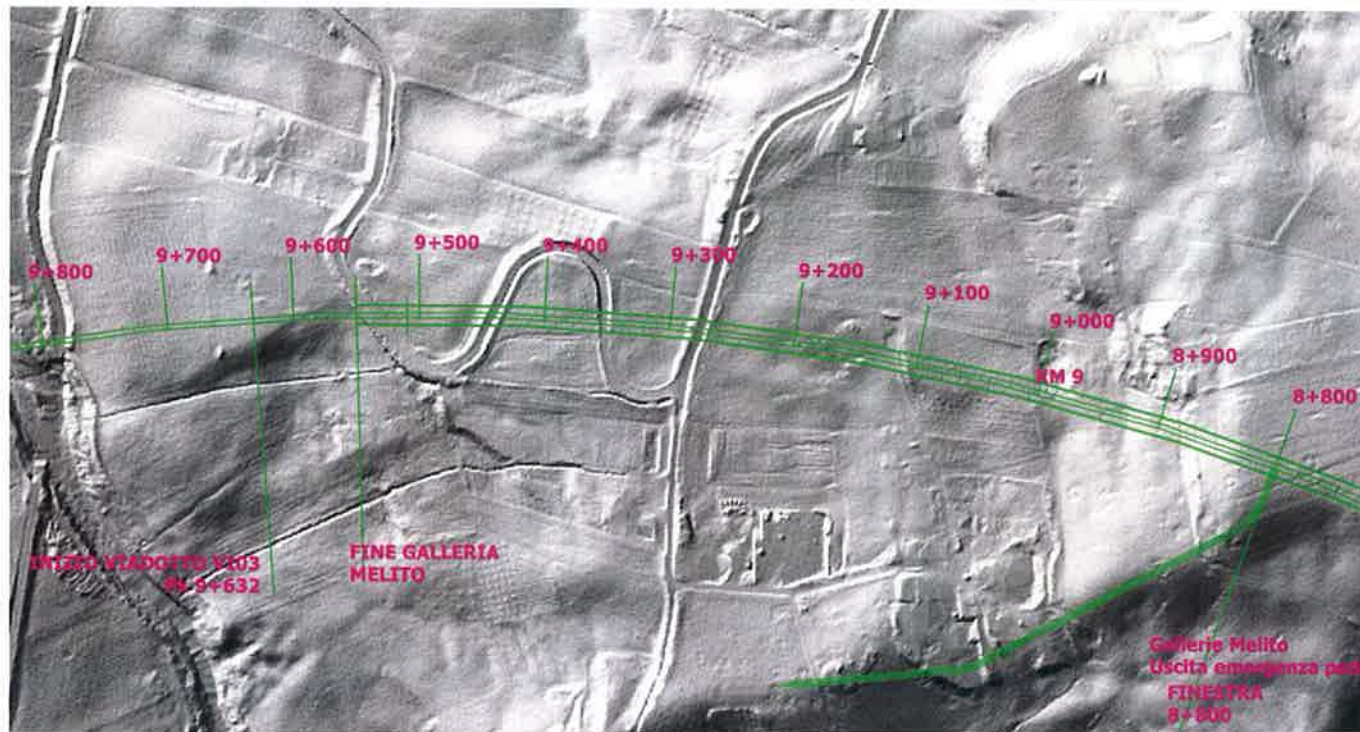 9+800
9+700
9+600
9+500
9+400
9+300
9+200
9+100
9+000
KM 9
8+900
8+800
INIZIO VIADOTTO VI03
9+632
FINE GALLERIA
MELITO
Gallerie Melito
Uscita emergenza
FINESTRA
8+800